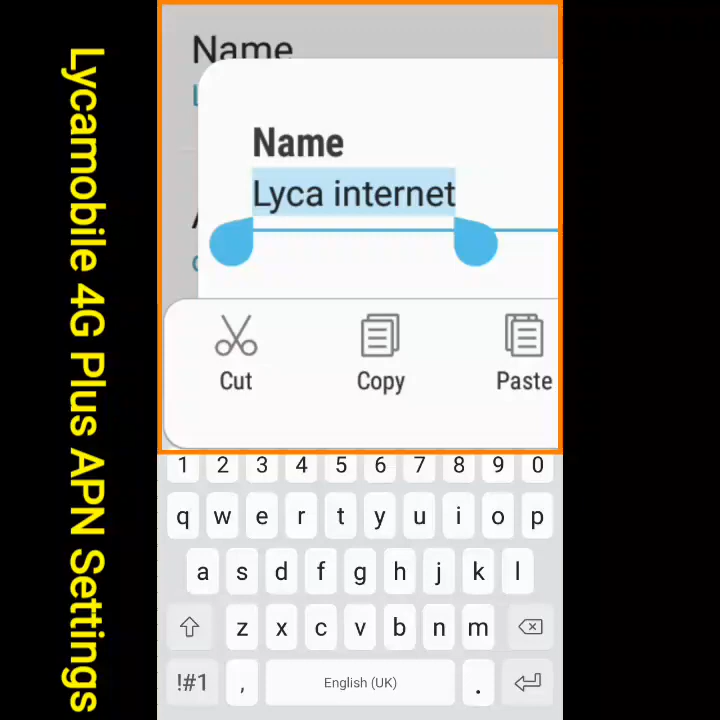 Lycamobile 4G Plus APN Settings
Name
Name
Lyca internet
Cut Copy Paste
1 2 3 4 5 6 7 8 9 0
q w e r t y u i o p
a s d f g h j k l
z x c v b n m
!#1 , English (UK) .